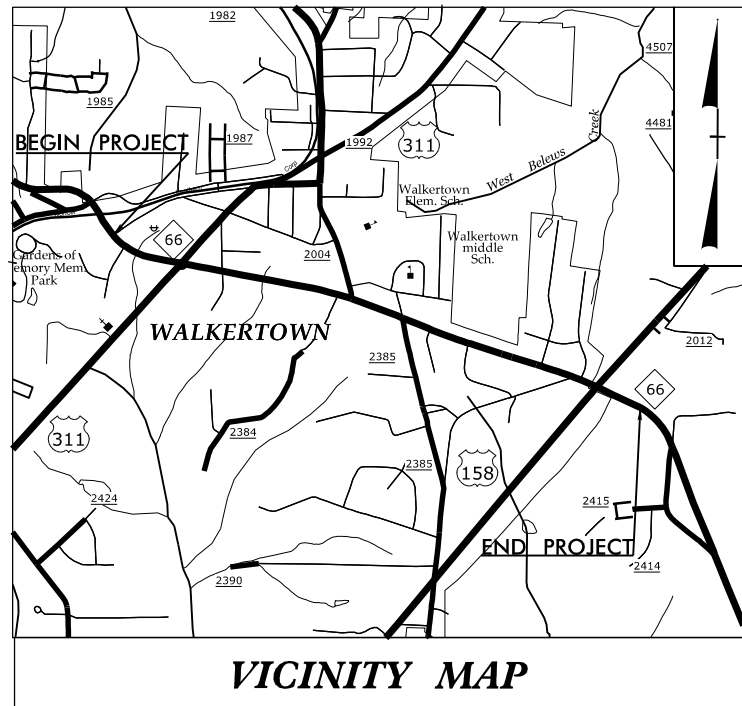 1982
4507
1985
4481
BEGIN PROJECT
1987
1992
311
Creek
Corp
West Belews
Walkertown
Elem. Sch.
66
2004
Walkertown
middle
Sch.
Gardens of
emory Mem.
Park
WALKERTOWN
2385
2012
66
2384
311
2385
158
2424
2415
END PROJECT
2414
2390
VICINITY MAP